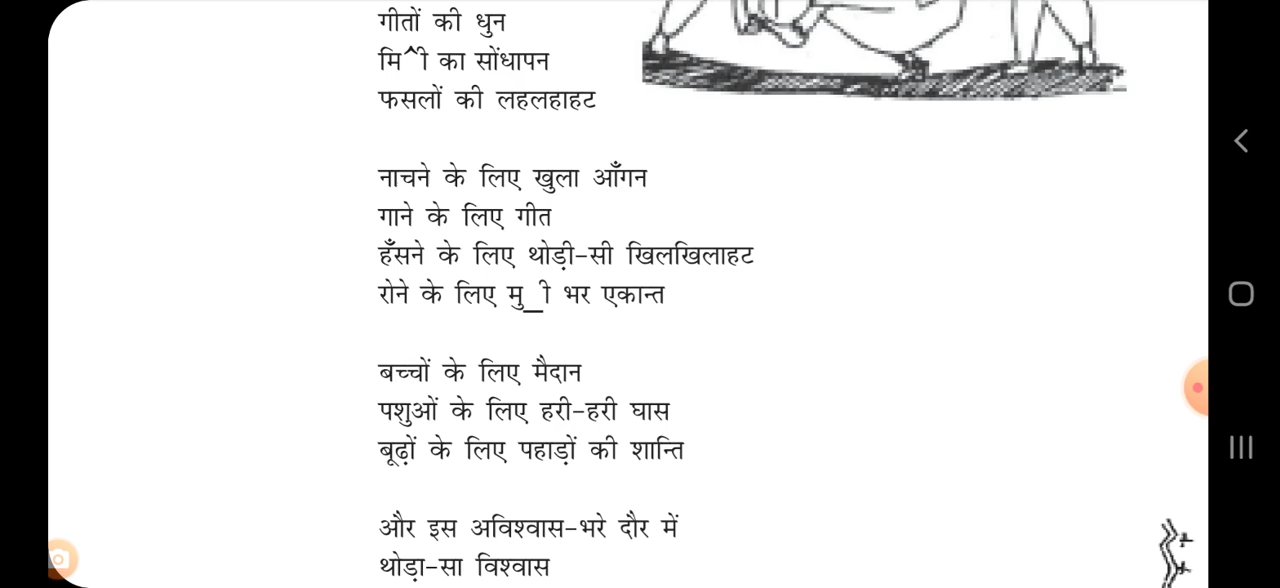 गीतों की धुन
मि^ी का सोंधापन
फसलों की लहलहाहट
नाचने के लिए खुला आँगन
गाने के लिए गीत
हँसने के लिए थोड़ी-सी खिलखिलाहट
रोने के लिए मु_ी भर एकान्त
बच्चों के लिए मैदान
पशुओं के लिए हरी-हरी घास
बूढ़ों के लिए पहाड़ों की शान्ति
और इस अविश्वास-भरे दौर में
थोड़ा-सा विश्वास